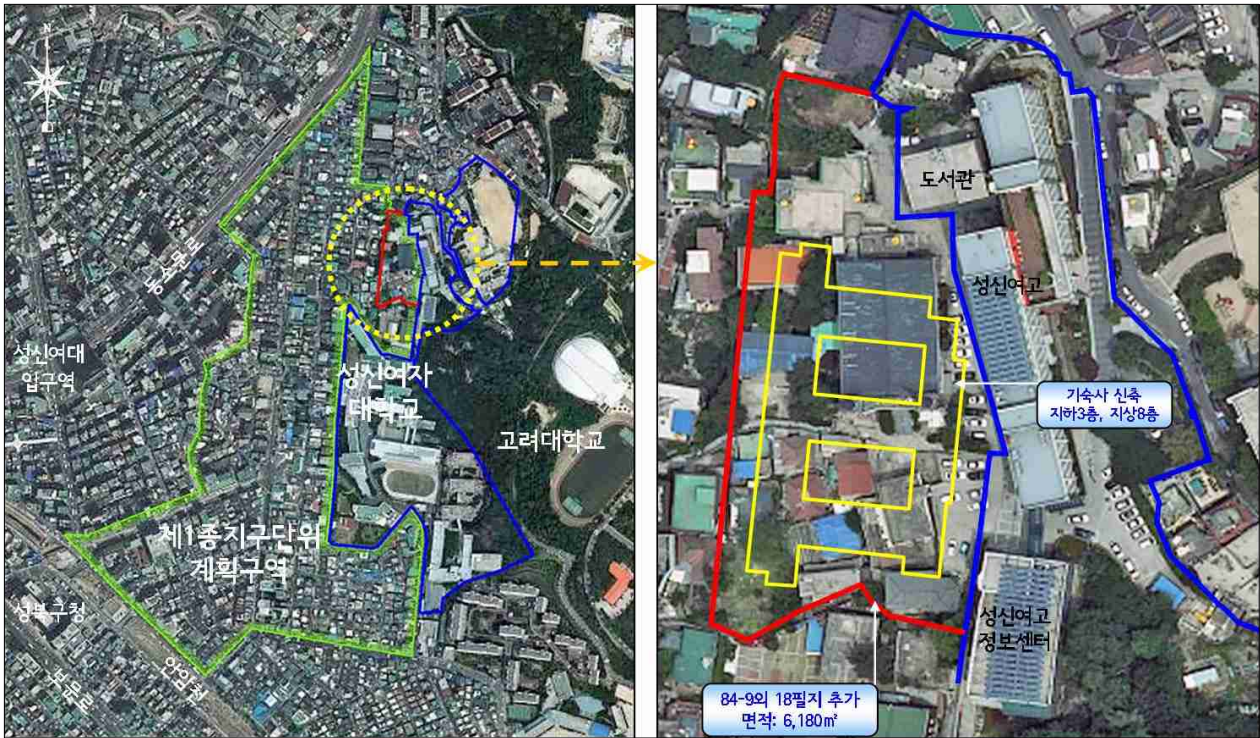 N
동소문로
성신여대
입구역
성신여자
대학교
고려대학교
제1종지구단위
계획구역
성북구청
보문로
안암천
도서관
성신여고
기숙사 신축
지하3층, 지상8층
성신여고
정보센터
84-9외 18필지 추가
면적: 6,180㎡